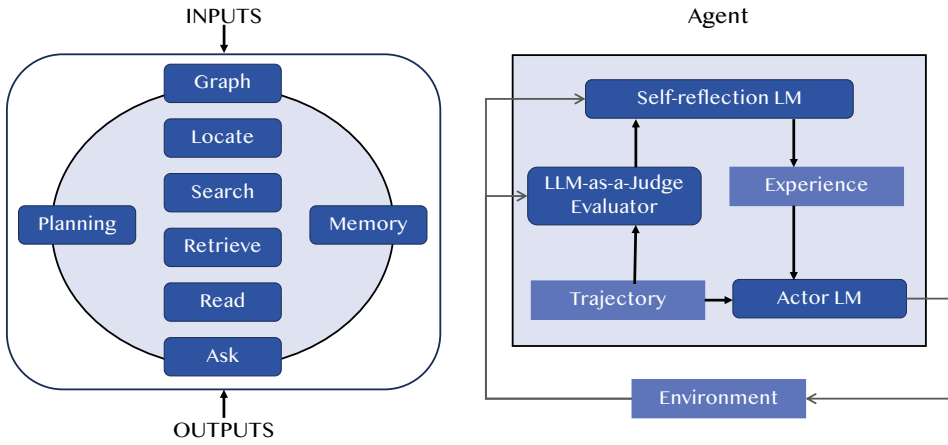 INPUTS
Graph
Locate
Search
Planning
Memory
Retrieve
Read
Ask
OUTPUTS
Agent
Self-reflection LM
LLM-as-a-Judge
Evaluator
Experience
Trajectory
Actor LM
Environment